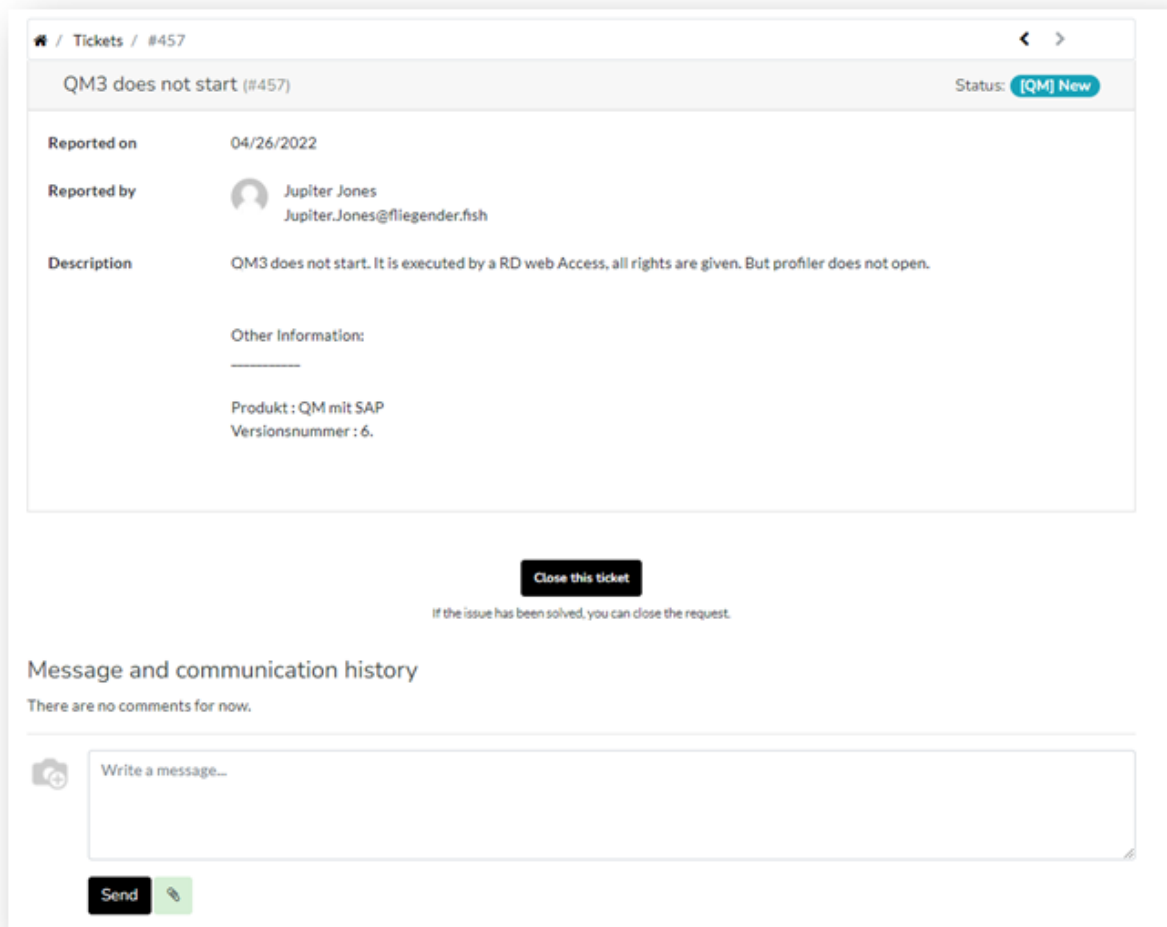 / Tickets / #457
QM3 does not start (#457)
Status: [QM] New
Reported on 04/26/2022
Reported by Jupiter Jones
Jupiter.Jones@fliegender.fish
Description QM3 does not start. It is executed by a RD web Access, all rights are given. But profiler does not open.
Other Information:
___________
Produkt : QM mit SAP
Versionsnummer : 6.
Close this ticket
If the issue has been solved, you can close the request.
Message and communication history
There are no comments for now.
Write a message...
Send